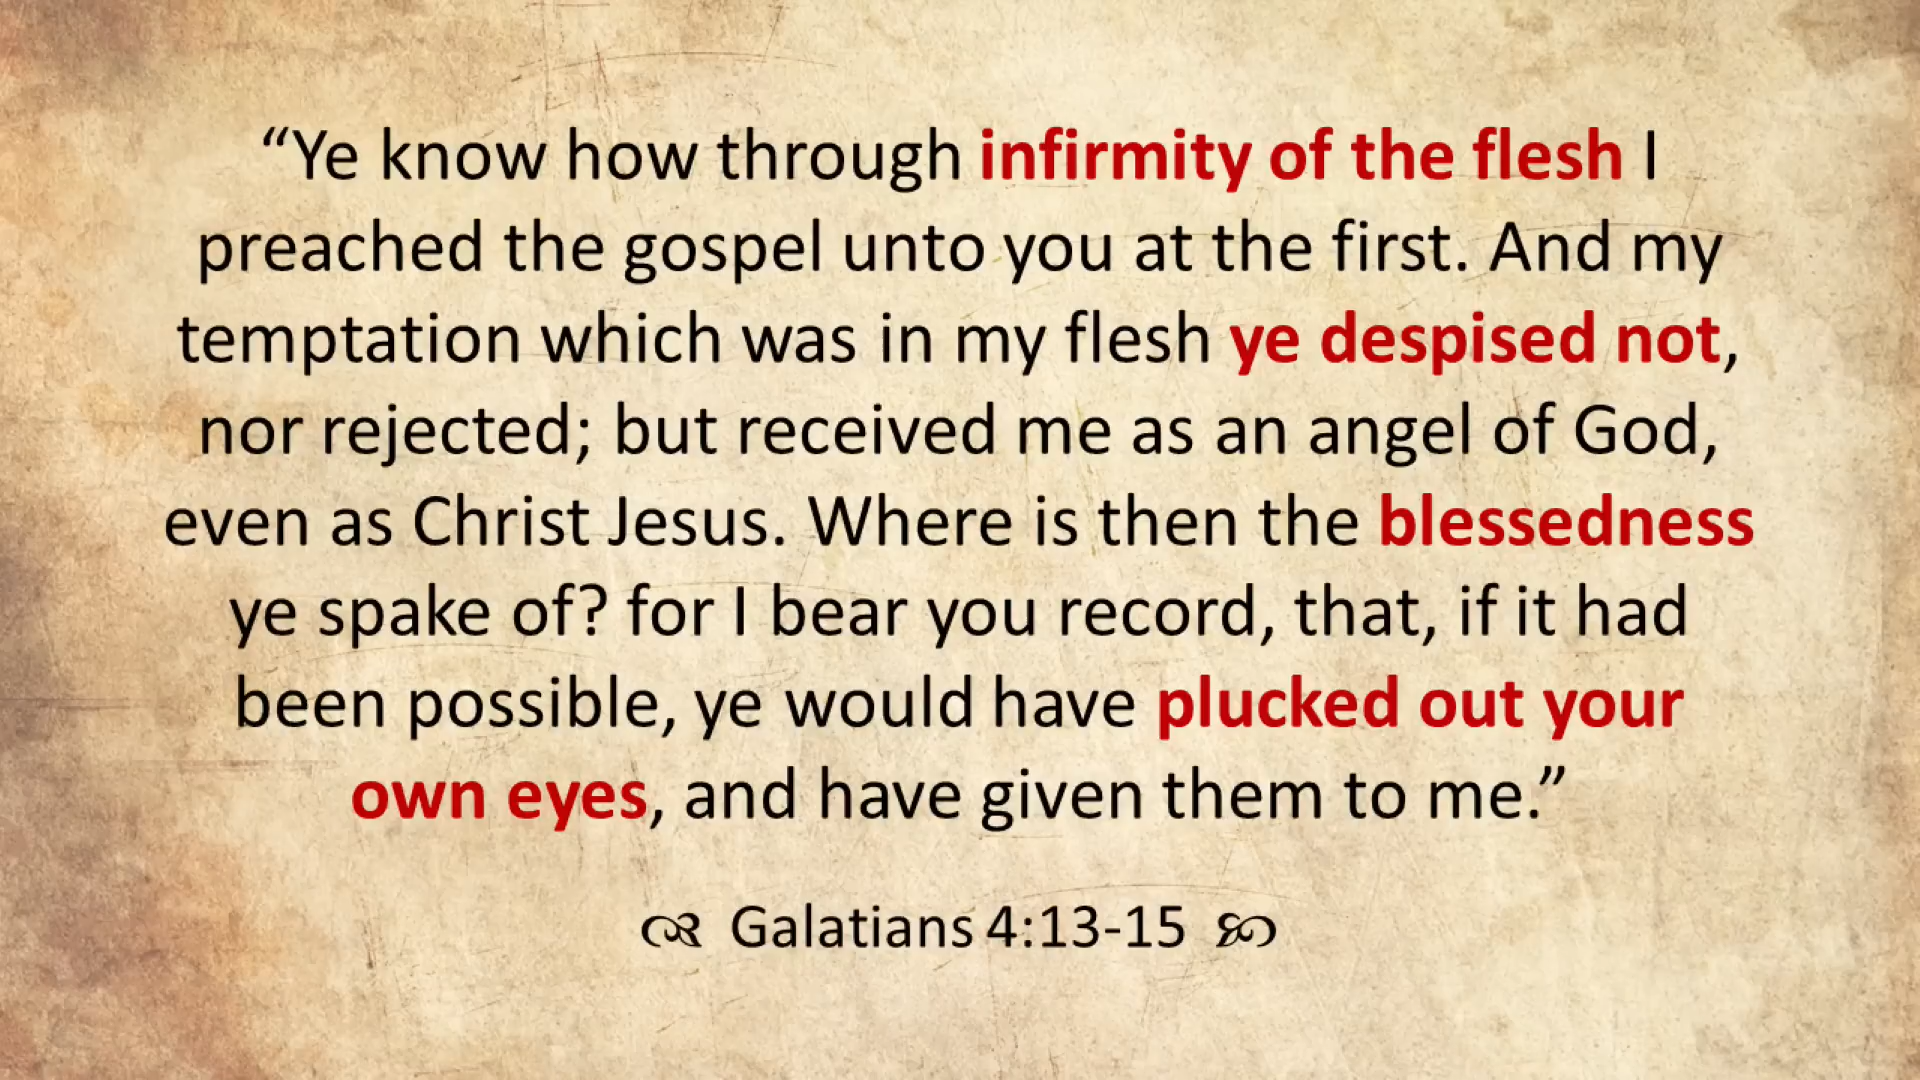 “Ye know how through infirmity of the flesh I
preached the gospel unto you at the first. And my
temptation which was in my flesh ye despised not,
nor rejected; but received me as an angel of God,
even as Christ Jesus. Where is then the blessedness
ye spake of? for I bear you record, that, if it had
been possible, ye would have plucked out your
own eyes, and have given them to me.”
Galatians 4:13-15